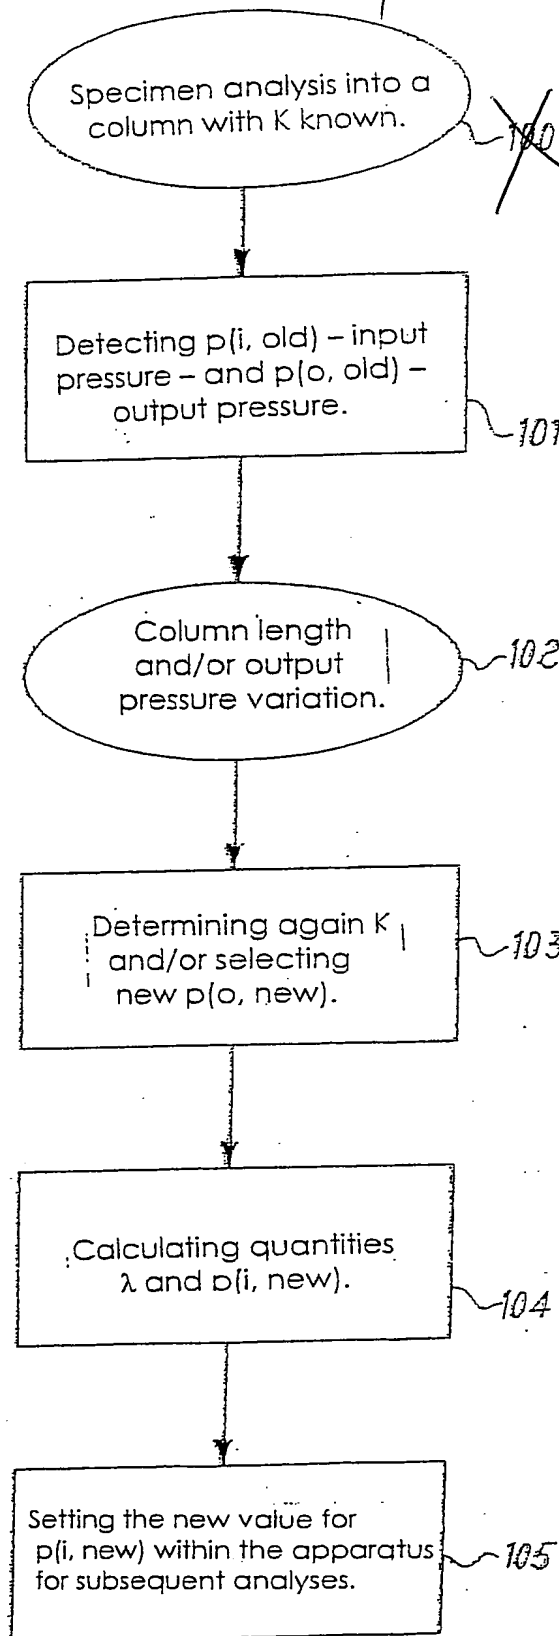 Specimen analysis into a
column with K known.
100
Detecting p(i, old) – input
pressure – and p(o, old) –
output pressure.
101
Column length
and/or output
pressure variation.
102
Determining again K
and/or selecting
new p(o, new).
103
Calculating quantities
λ and p(i, new).
104
Setting the new value for
p(i, new) within the apparatus
for subsequent analyses.
105